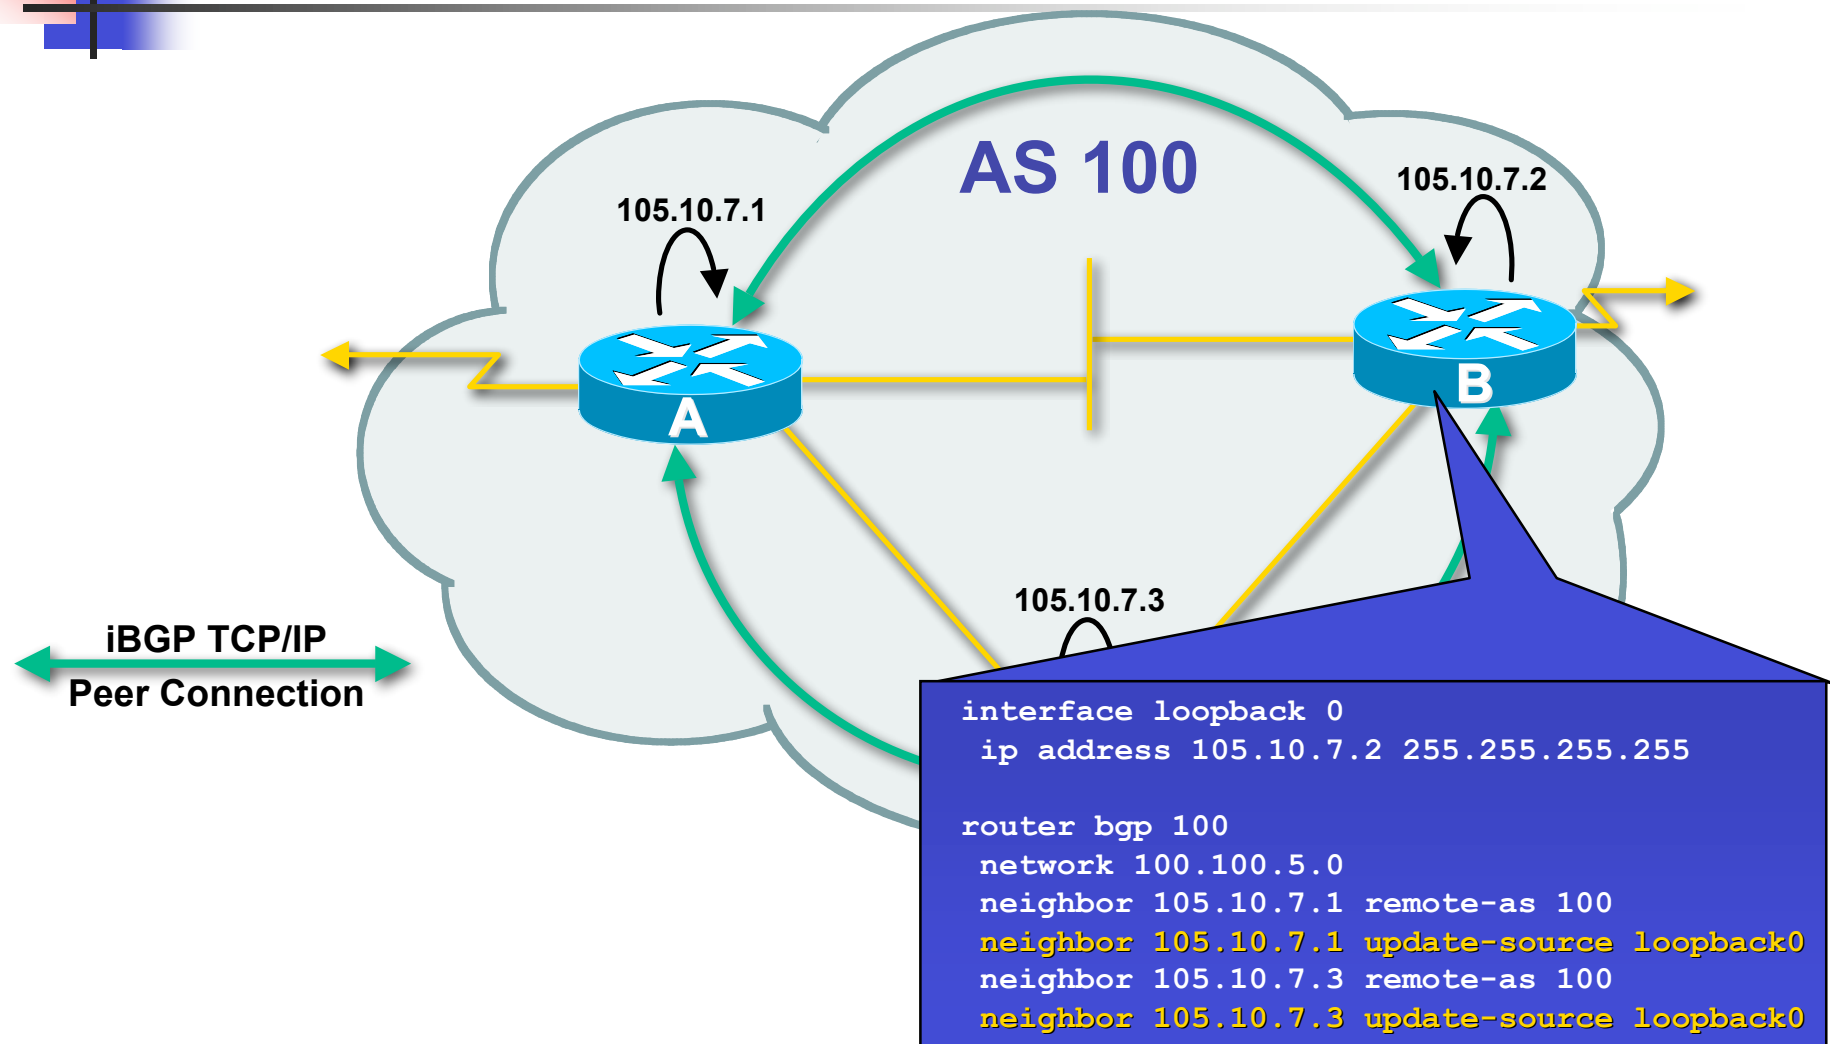 AS 100
105.10.7.1
105.10.7.2
A
B
105.10.7.3
iBGP TCP/IP
Peer Connection
interface loopback 0
ip address 105.10.7.2 255.255.255.255
router bgp 100
network 100.100.5.0
neighbor 105.10.7.1 remote-as 100
neighbor 105.10.7.1 update-source loopback0
neighbor 105.10.7.3 remote-as 100
neighbor 105.10.7.3 update-source loopback0